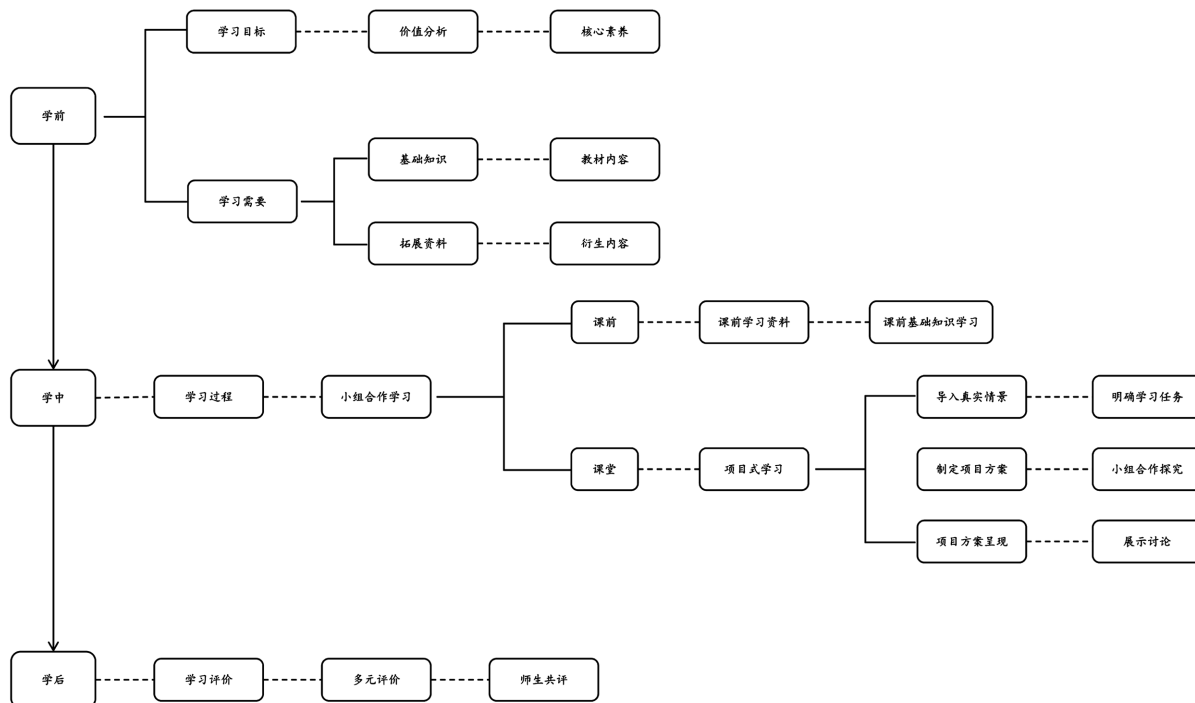 学习目标
价值分析
核心素养
学前
基础知识
教材内容
学习需要
拓展资料
衍生内容
课前
课前学习资料
课前基础知识学习
学中
学习过程
小组合作学习
导入真实情景
明确学习任务
课堂
项目式学习
制定项目方案
小组合作探究
项目方案呈现
展示讨论
学后
学习评价
多元评价
师生共评